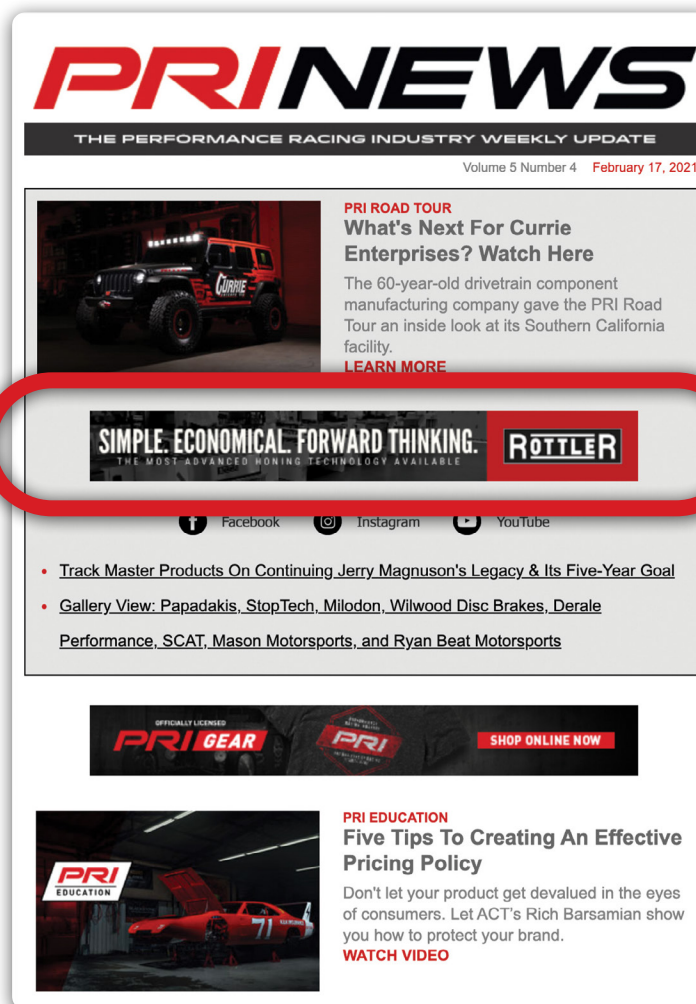 PRI NEWS
THE PERFORMANCE RACING INDUSTRY WEEKLY UPDATE
Volume 5 Number 4 February 17, 2021
CURRIE
PRI ROAD TOUR
What's Next For Currie
Enterprises? Watch Here
The 60-year-old drivetrain component
manufacturing company gave the PRI Road
Tour an inside look at its Southern California
facility.
LEARN MORE
SIMPLE. ECONOMICAL. FORWARD THINKING.
THE MOST ADVANCED HONING TECHNOLOGY AVAILABLE
ROTTLER
Facebook Instagram YouTube
• Track Master Products On Continuing Jerry Magnuson's Legacy & Its Five-Year Goal
• Gallery View: Papadakis, StopTech, Milodon, Wilwood Disc Brakes, Derale
Performance, SCAT, Mason Motorsports, and Ryan Beat Motorsports
OFFICIALLY LICENSED
PRI GEAR
PRI
SHOP ONLINE NOW
PRI
EDUCATION
71
PRI EDUCATION
Five Tips To Creating An Effective
Pricing Policy
Don't let your product get devalued in the eyes
of consumers. Let ACT's Rich Barsamian show
you how to protect your brand.
WATCH VIDEO